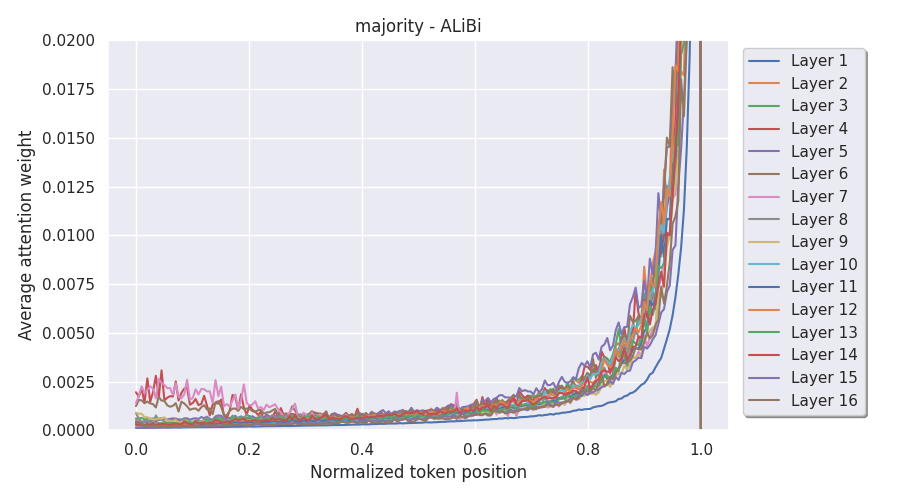 majority - ALiBi
0.0200
0.0175
0.0150
0.0125
0.0100
0.0075
0.0050
0.0025
0.0000
Average attention weight
0.0
0.2
0.4
0.6
0.8
1.0
Normalized token position
Layer 1
Layer 2
Layer 3
Layer 4
Layer 5
Layer 6
Layer 7
Layer 8
Layer 9
Layer 10
Layer 11
Layer 12
Layer 13
Layer 14
Layer 15
Layer 16